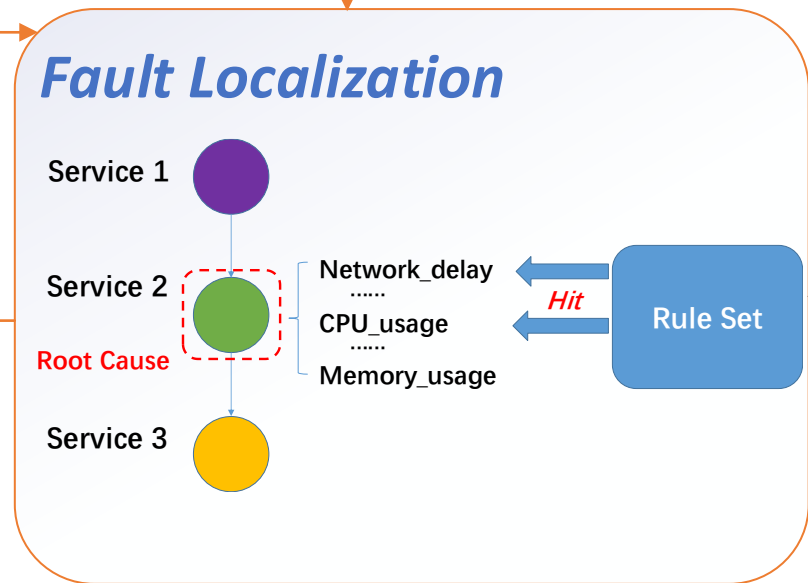 Fault Localization
Service 1
Service 2
Root Cause
Service 3
Network_delay
......
CPU_usage
......
Memory_usage
Hit
Rule Set